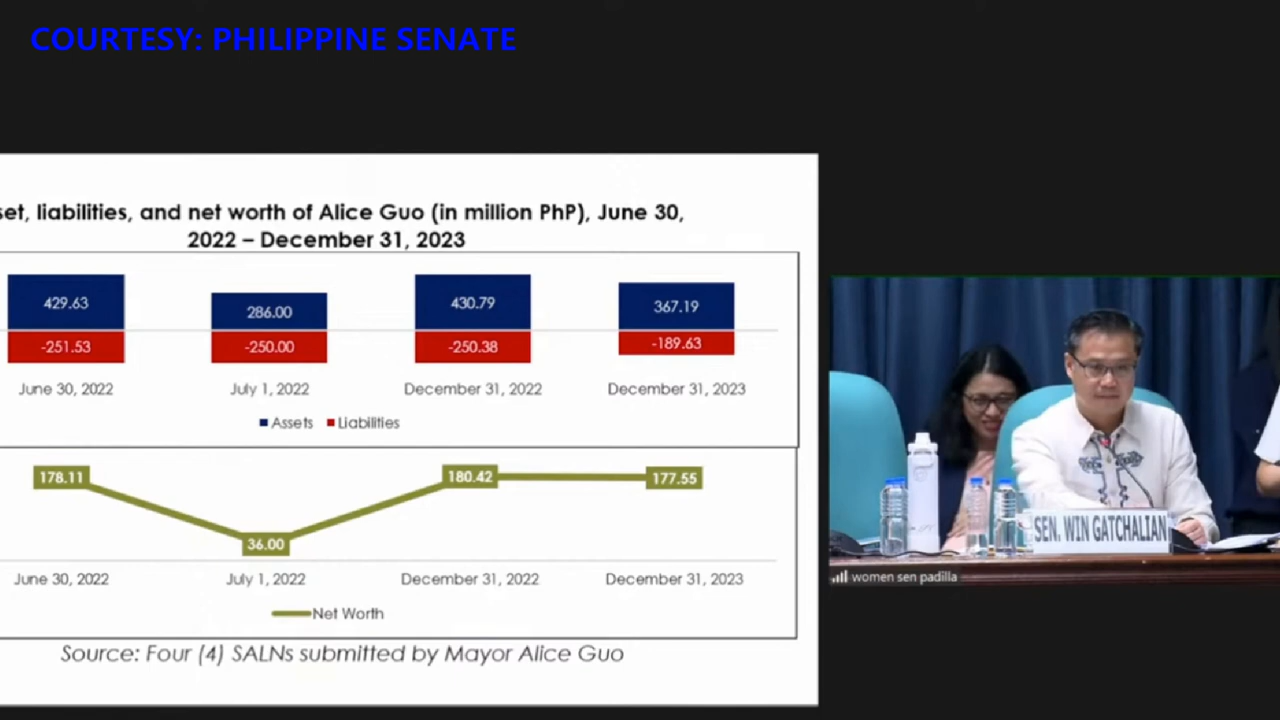 COURTESY: PHILIPPINE SENATE
set, liabilities, and net worth of Alice Guo (in million PhP), June 30,
2022 – December 31, 2023
429.63 286.00 430.79 367.19
-251.53 -250.00 -250.38 -189.63
June 30, 2022 July 1, 2022 December 31, 2022 December 31, 2023
Assets Liabilities
178.11 36.00 180.42 177.55
June 30, 2022 July 1, 2022 December 31, 2022 December 31, 2023
Net Worth
Source: Four (4) SALNs submitted by Mayor Alice Guo
SEN. WIN GATCHALIAN
women sen padilla